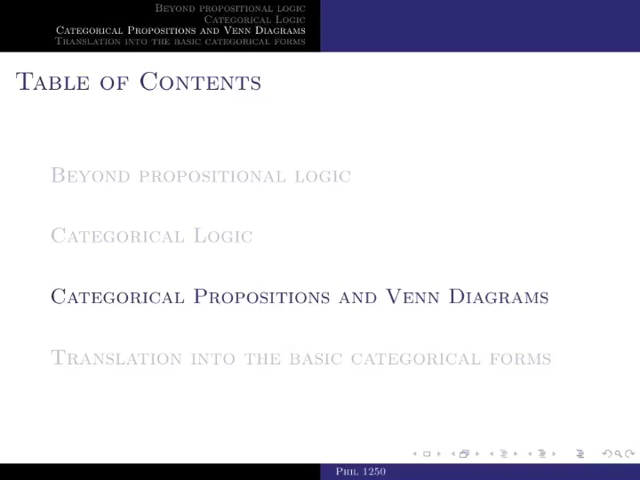 Beyond propositional logic
Categorical Logic
Categorical Propositions and Venn Diagrams
Translation into the basic categorical forms
Table of Contents
Beyond propositional logic
Categorical Logic
Categorical Propositions and Venn Diagrams
Translation into the basic categorical forms
Phil 1250